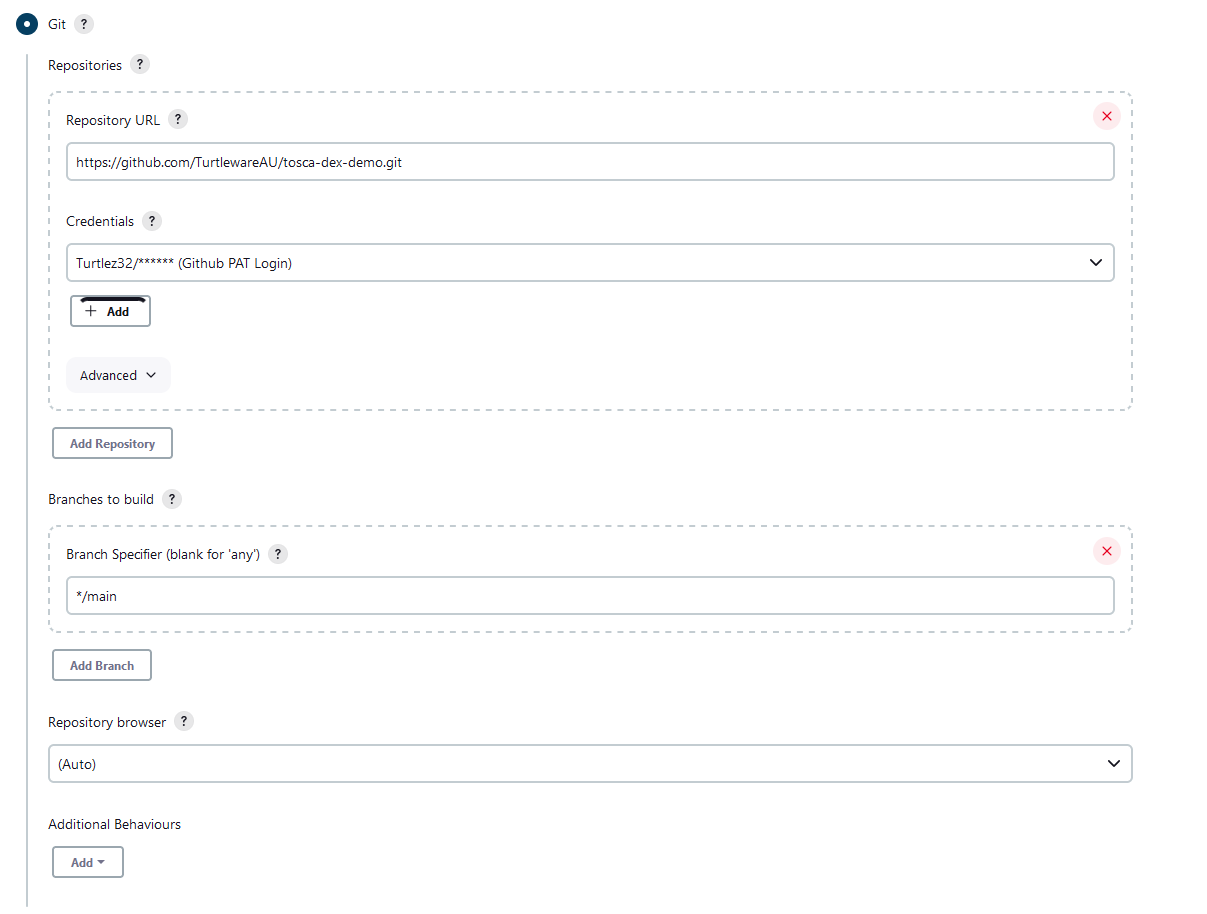 Git ?
Repositories ?
Repository URL ?
https://github.com/TurtlewareAU/tosca-dex-demo.git
Credentials ?
Turtlez32/****** (Github PAT Login)
+ Add
Advanced
Add Repository
Branches to build ?
Branch Specifier (blank for 'any') ?
*/main
Add Branch
Repository browser ?
(Auto)
Additional Behaviours
Add